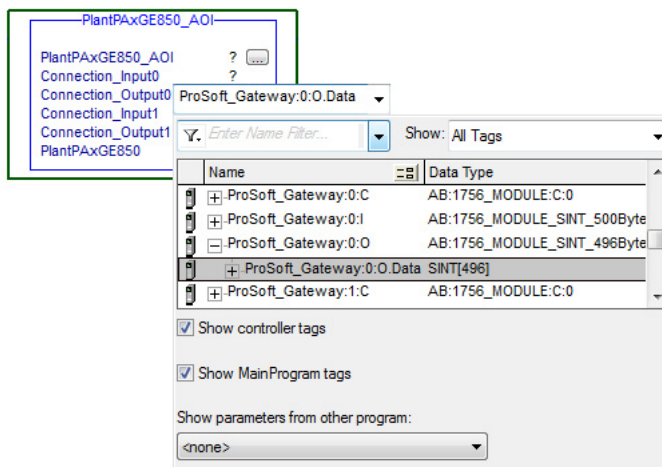 PlantPAxGE850_AOI
PlantPAxGE850_AOI ? ...
Connection_Input0 ?
Connection_Output0
Connection_Input1
Connection_Output1
PlantPAxGE850
ProSoft_Gateway:0:O.Data
Enter Name Filter...
Show: All Tags
Name Data Type
ProSoft_Gateway:0:C AB:1756_MODULE:C:0
ProSoft_Gateway:0:I AB:1756_MODULE_SINT_500Byte
ProSoft_Gateway:0:O AB:1756_MODULE_SINT_496Byte
ProSoft_Gateway:0:O.Data SINT[496]
ProSoft_Gateway:1:C AB:1756_MODULE:C:0
Show controller tags
Show MainProgram tags
Show parameters from other program:
<none>